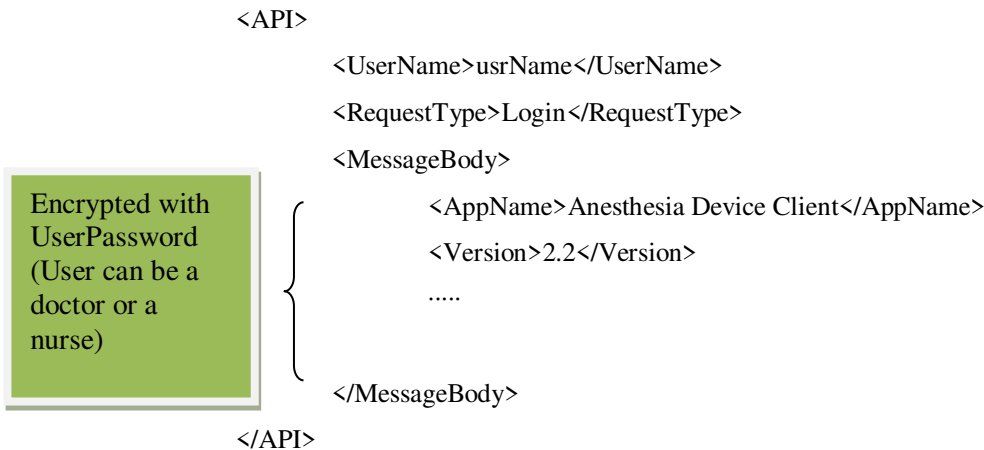 <API>
<UserName>usrName</UserName>
<RequestType>Login</RequestType>
<MessageBody>
Encrypted with
UserPassword
(User can be a
doctor or a
nurse)
<AppName>Anesthesia Device Client</AppName>
<Version>2.2</Version>
.....
</MessageBody>
</API>